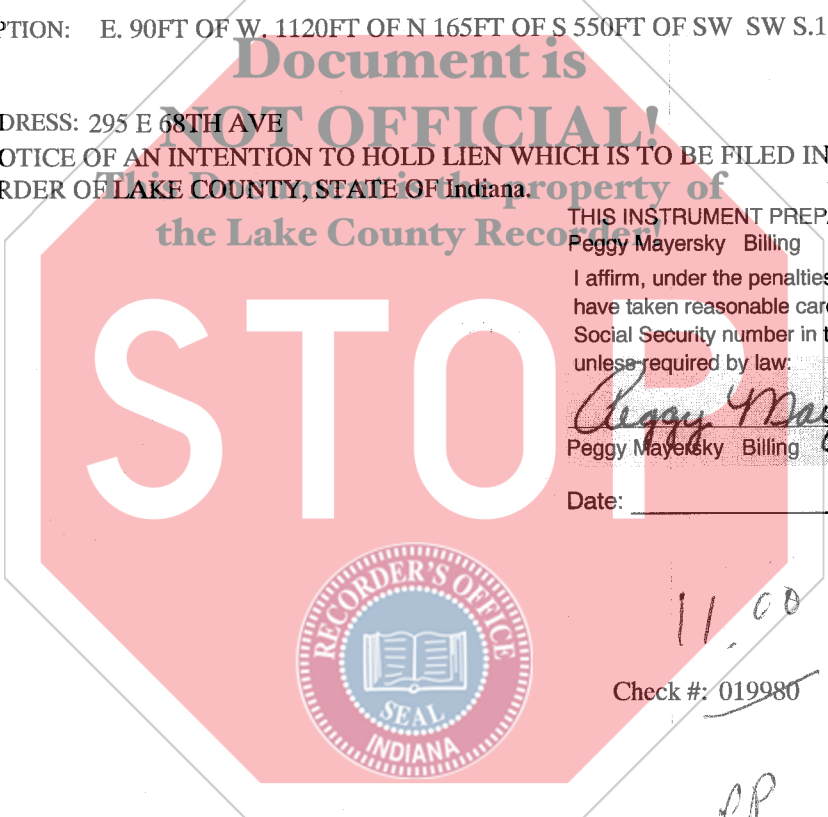 PTION: E. 90FT OF W. 1120FT OF N 165FT OF S 550FT OF SW SW S.1
Document is
NOT OFFICIAL!
DRESS: 295 E 68TH AVE
OTICE OF AN INTENTION TO HOLD LIEN WHICH IS TO BE FILED IN
RDER OF LAKE COUNTY, STATE OF Indiana.
This Document is the property of
the Lake County Recorder!
THIS INSTRUMENT PREPA
Peggy Mayersky Billing
I affirm, under the penalties
have taken reasonable care
Social Security number in t
unless required by law:
Peggy May
Peggy Mayersky Billing
Date:
STOP
11.00
Check #: 019980
RECORDER'S OFFICE
SEAL
INDIANA